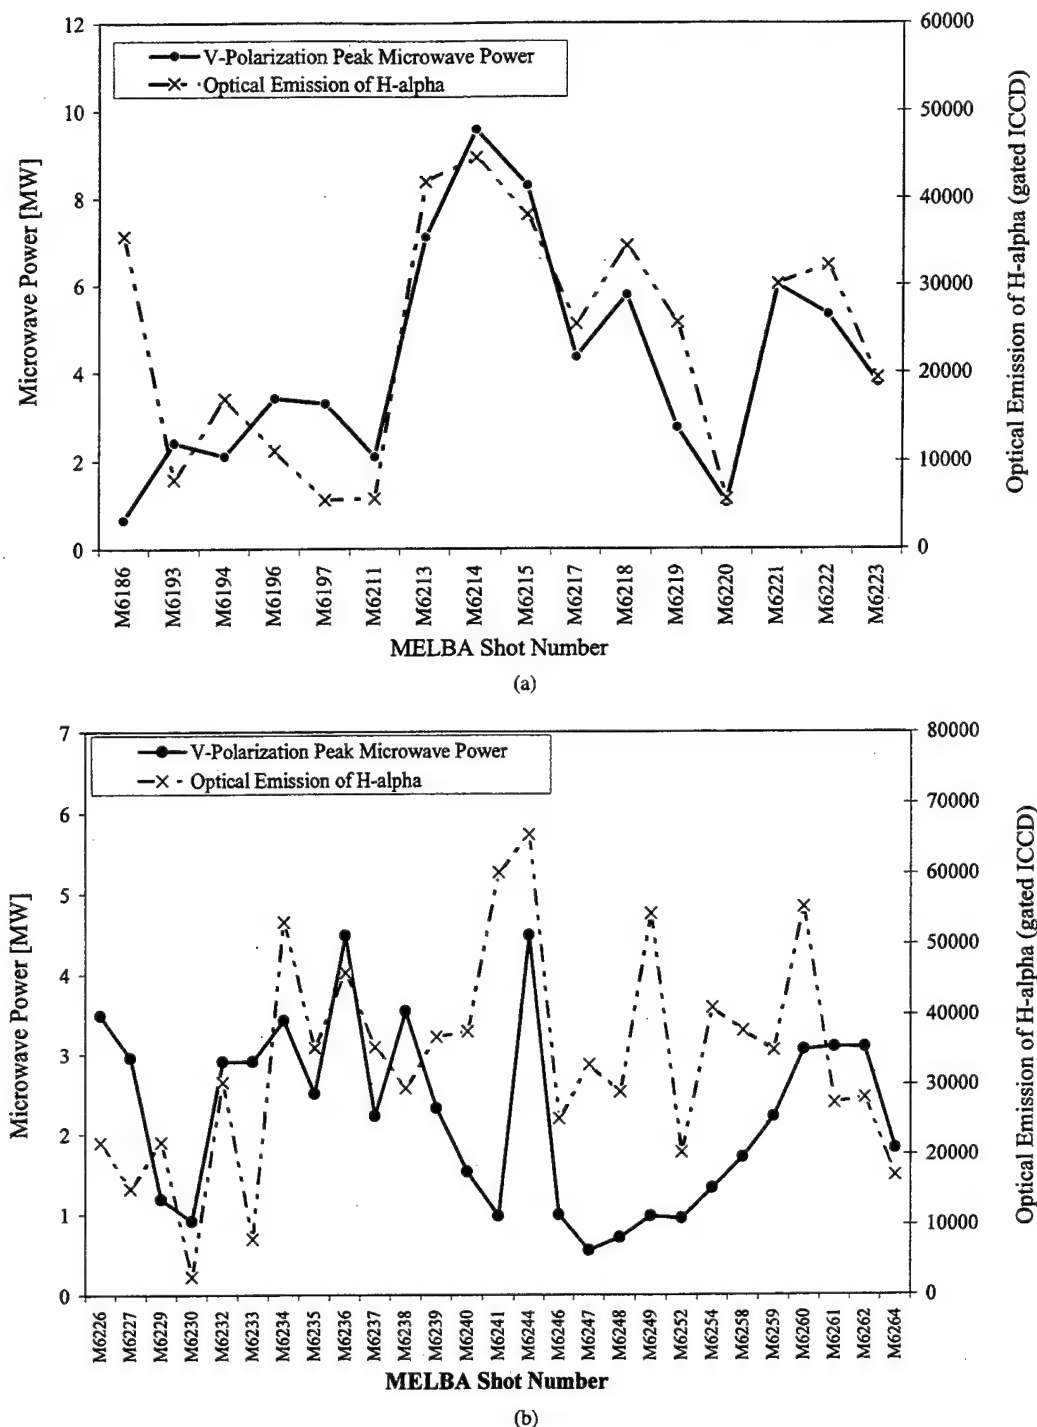 12
10
8
6
4
2
0
Microwave Power [MW]
V-Polarization Peak Microwave Power
Optical Emission of H-alpha
60000
50000
40000
30000
20000
10000
0
Optical Emission of H-alpha (gated ICCD)
M6186
M6193
M6194
M6196
M6197
M6211
M6213
M6214
M6215
M6217
M6218
M6219
M6220
M6221
M6222
M6223
MELBA Shot Number
(a)
7
6
5
4
3
2
1
0
Microwave Power [MW]
V-Polarization Peak Microwave Power
Optical Emission of H-alpha
80000
70000
60000
50000
40000
30000
20000
10000
0
Optical Emission of H-alpha (gated ICCD)
M6226
M6227
M6229
M6230
M6232
M6233
M6234
M6235
M6236
M6237
M6238
M6239
M6240
M6241
M6244
M6246
M6247
M6248
M6249
M6252
M6254
M6258
M6259
M6260
M6261
M6262
M6264
MELBA Shot Number
(b)